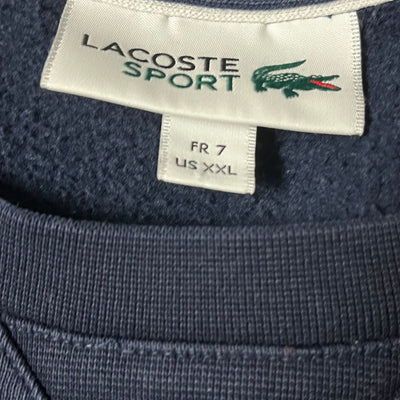 LACOSTE
SPORT
FR 7
US XXL